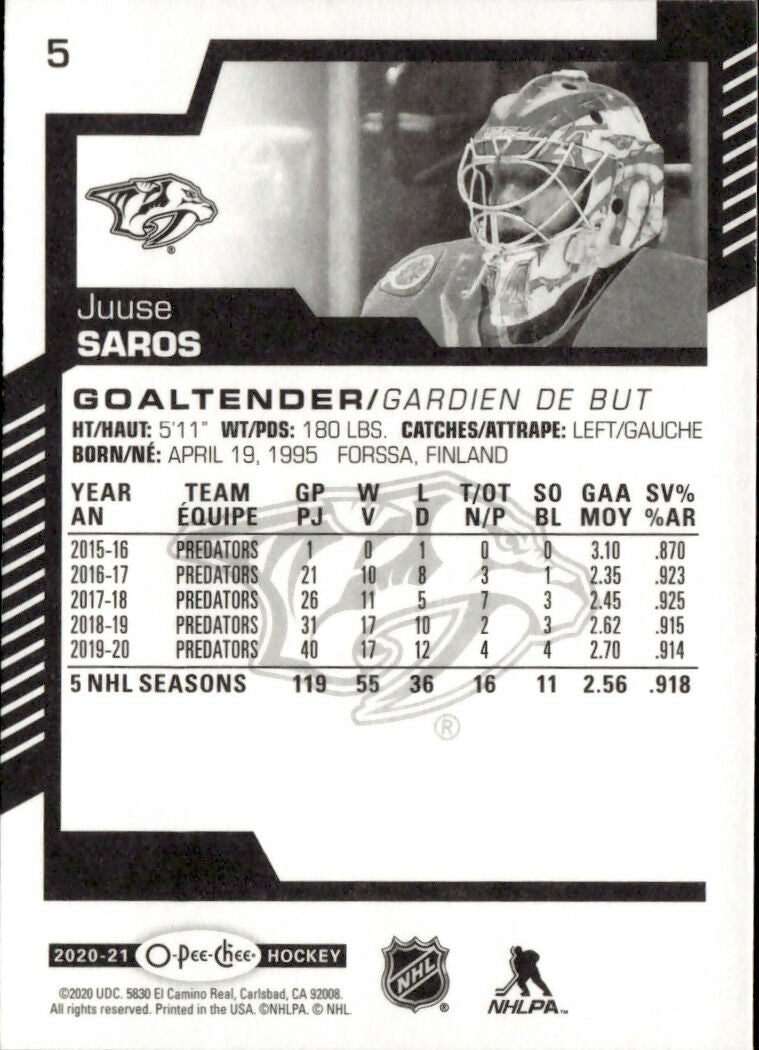 5
Juuse
SAROS
GOALTENDER/GARDIEN DE BUT
HT/HAUT: 5'11" WT/PDS: 180 LBS. CATCHES/ATTRAPE: LEFT/GAUCHE
BORN/NÉ: APRIL 19, 1995 FORSSA, FINLAND
YEAR TEAM GP W L T/OT SO GAA SV%
AN ÉQUIPE PJ V D N/P BL MOY %AR
2015-16 PREDATORS 1 0 1 0 0 3.10 .870
2016-17 PREDATORS 21 10 8 3 1 2.35 .923
2017-18 PREDATORS 26 11 5 7 3 2.45 .925
2018-19 PREDATORS 31 17 10 2 3 2.62 .915
2019-20 PREDATORS 40 17 12 4 4 2.70 .914
5 NHL SEASONS 119 55 36 16 11 2.56 .918
®
2020-21 O-Pee-Chee HOCKEY
©2020 UDC. 5830 El Camino Real, Carlsbad, CA 92008.
All rights reserved. Printed in the USA. ©NHLPA. © NHL.
NHL ®
NHLPA™